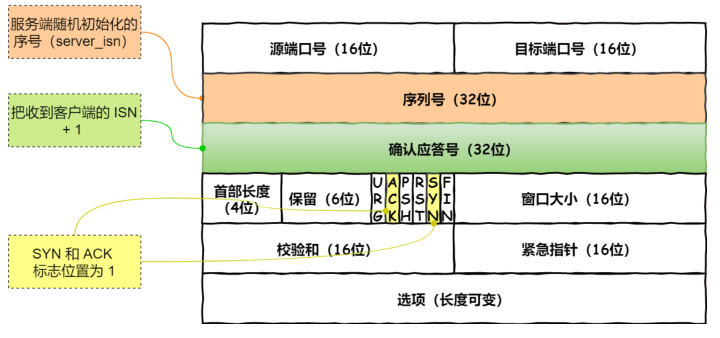 服务端随机初始化的
序号（server_isn）
源端口号（16位）
目标端口号（16位）
序列号（32位）
把收到客户端的 ISN
+ 1
确认应答号（32位）
首部长度
(4位)
保留（6位）
URG
ACK
PSH
RST
SYN
FIN
窗口大小（16位）
SYN 和 ACK
标志位置为 1
校验和（16位）
紧急指针（16位）
选项（长度可变）